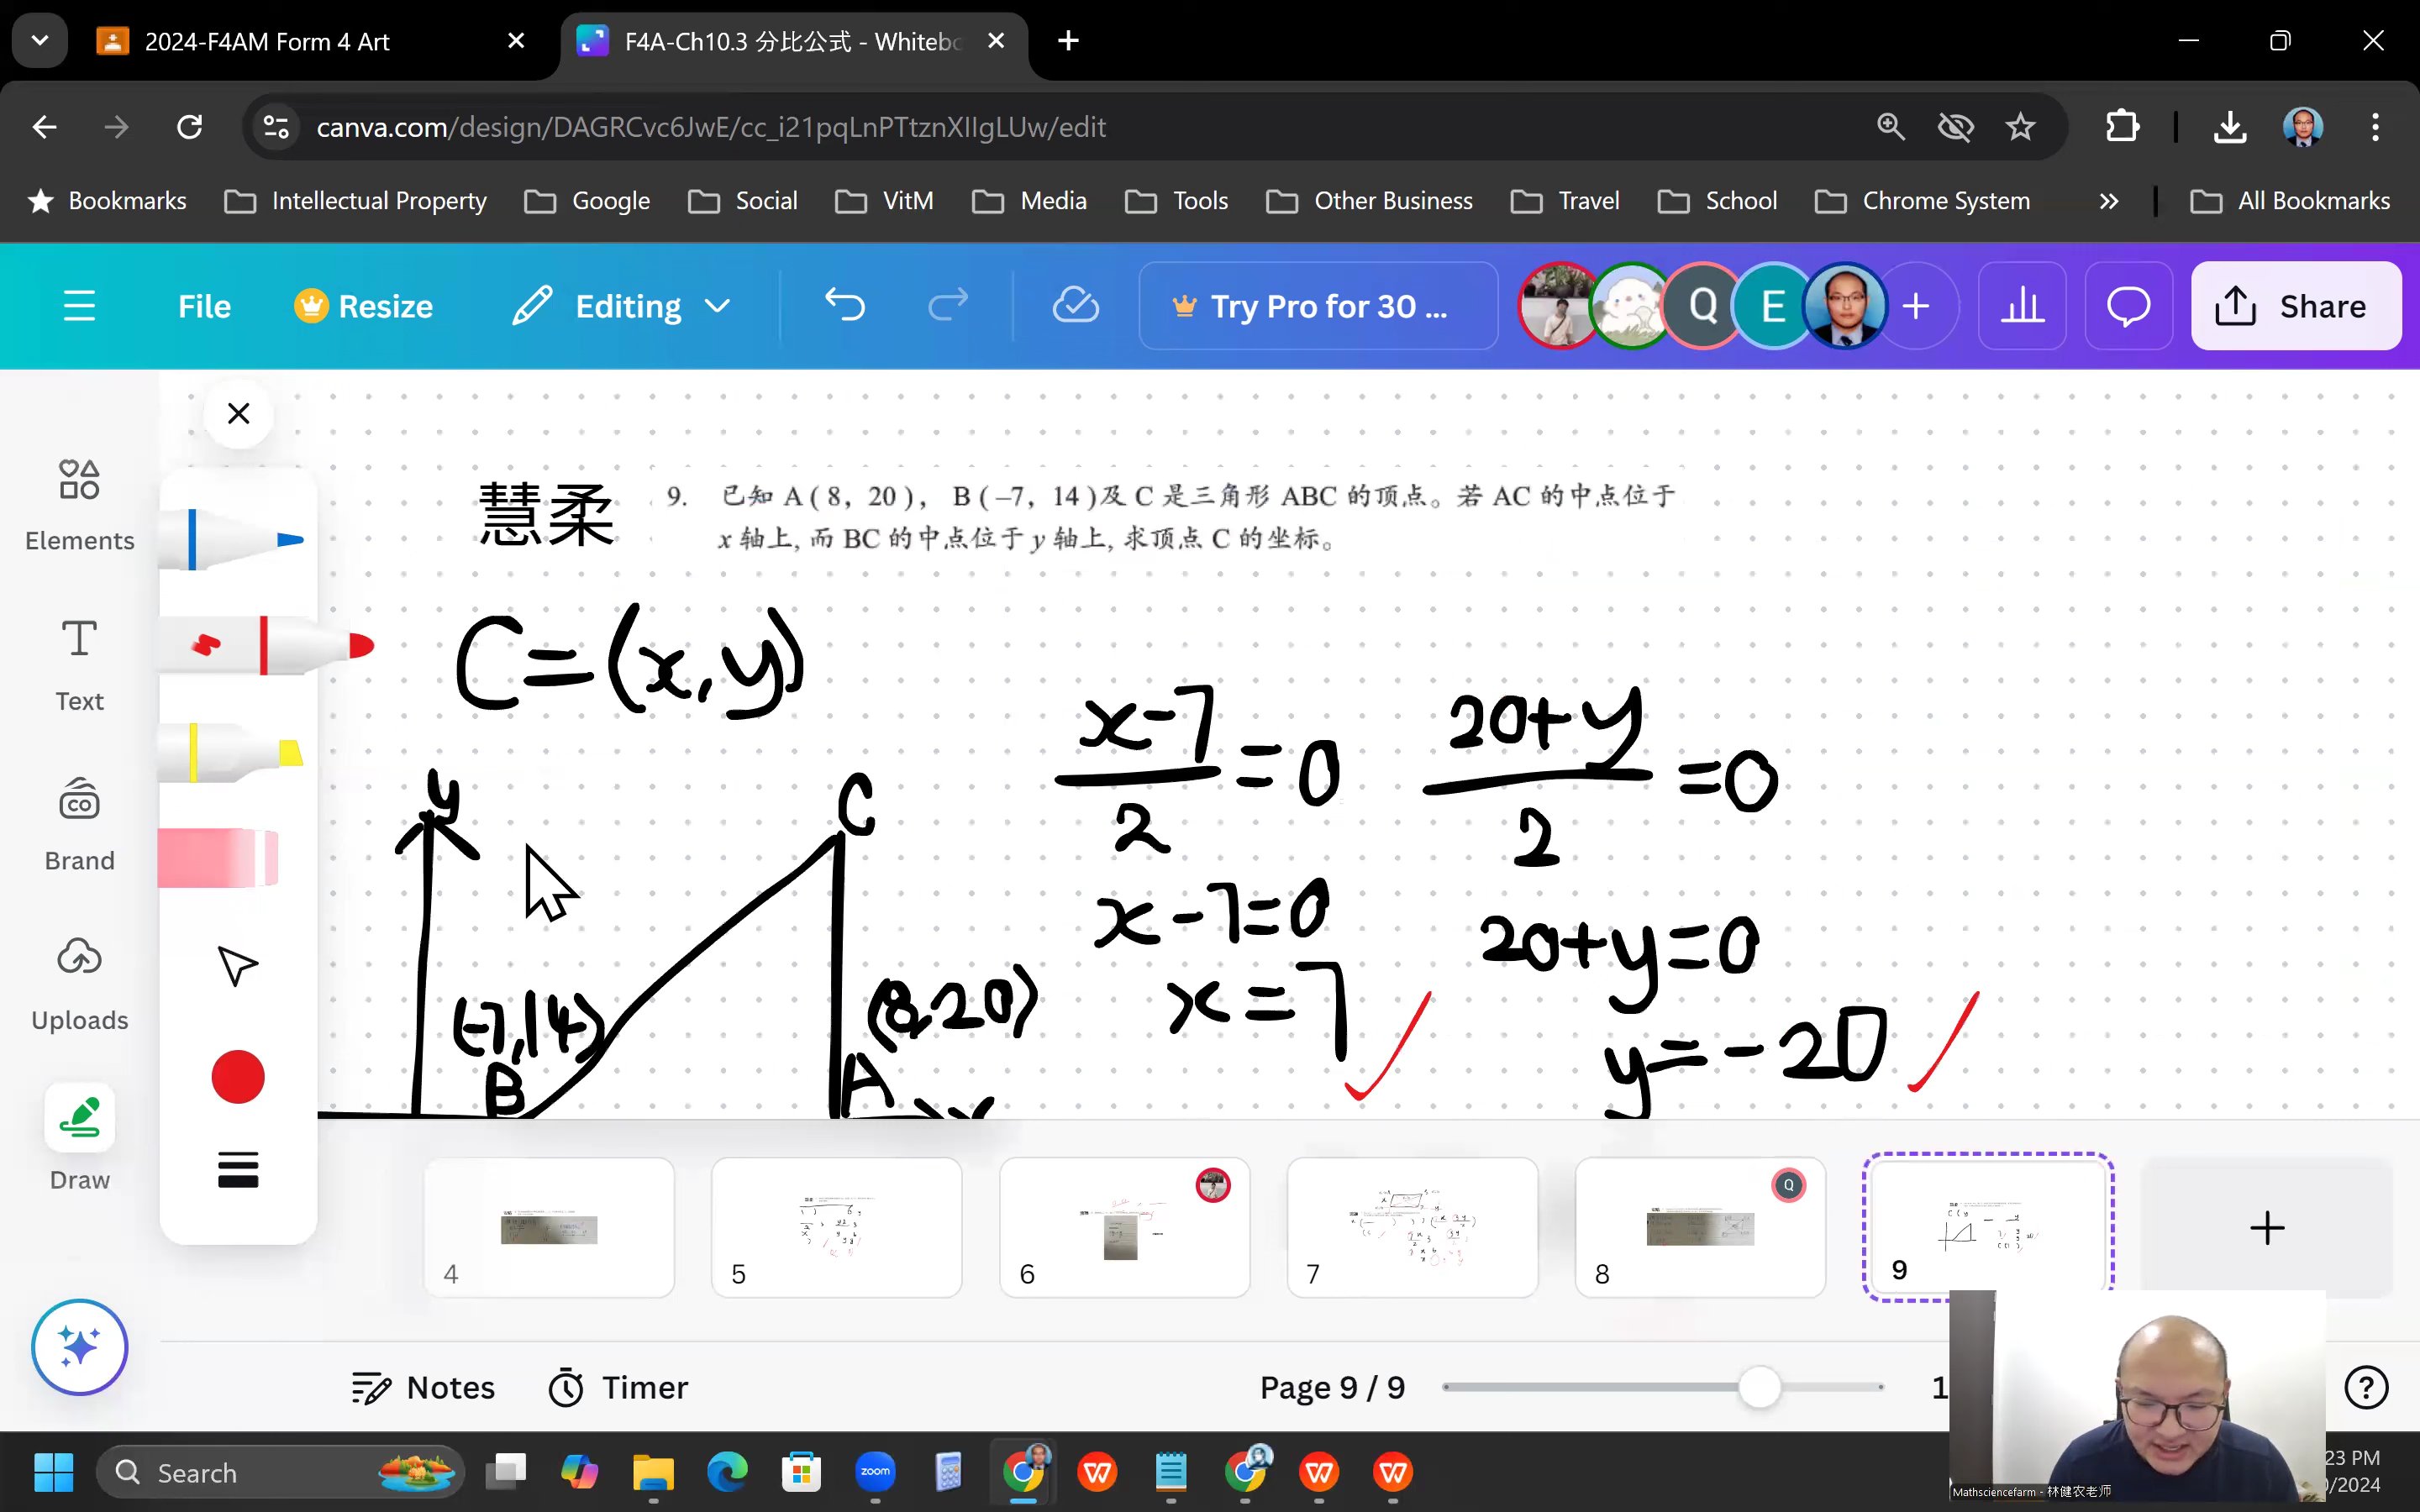 2024-F4AM Form 4 Art
F4A-Ch10.3 分比公式 - Whitebo
canva.com/design/DAGRCvc6JwE/cc_i21pqLnPTtznXIIgLUw/edit
Bookmarks
Intellectual Property
Google
Social
VitM
Media
Tools
Other Business
Travel
School
Chrome System
All Bookmarks
File
Resize
Editing
Try Pro for 30 ...
Q
E
Share
Elements
Text
Brand
Uploads
Draw
慧柔
9. 已知 A ( 8, 20 ), B ( –7, 14 )及 C 是三角形 ABC 的顶点。若 AC 的中点位于
x 轴上, 而 BC 的中点位于 y 轴上, 求顶点 C 的坐标。
C=(x,y)
y
C
(-7,14)
B
(8,20)
A
x
x-7/2=0
x-7=0
x=7
20+y/2=0
20+y=0
y=-20
4
5
6
7
8
Q
9
Notes
Timer
Page 9 / 9
Search
zoom
23 PM
/2024
Mathsciencefarm - 林健农老师